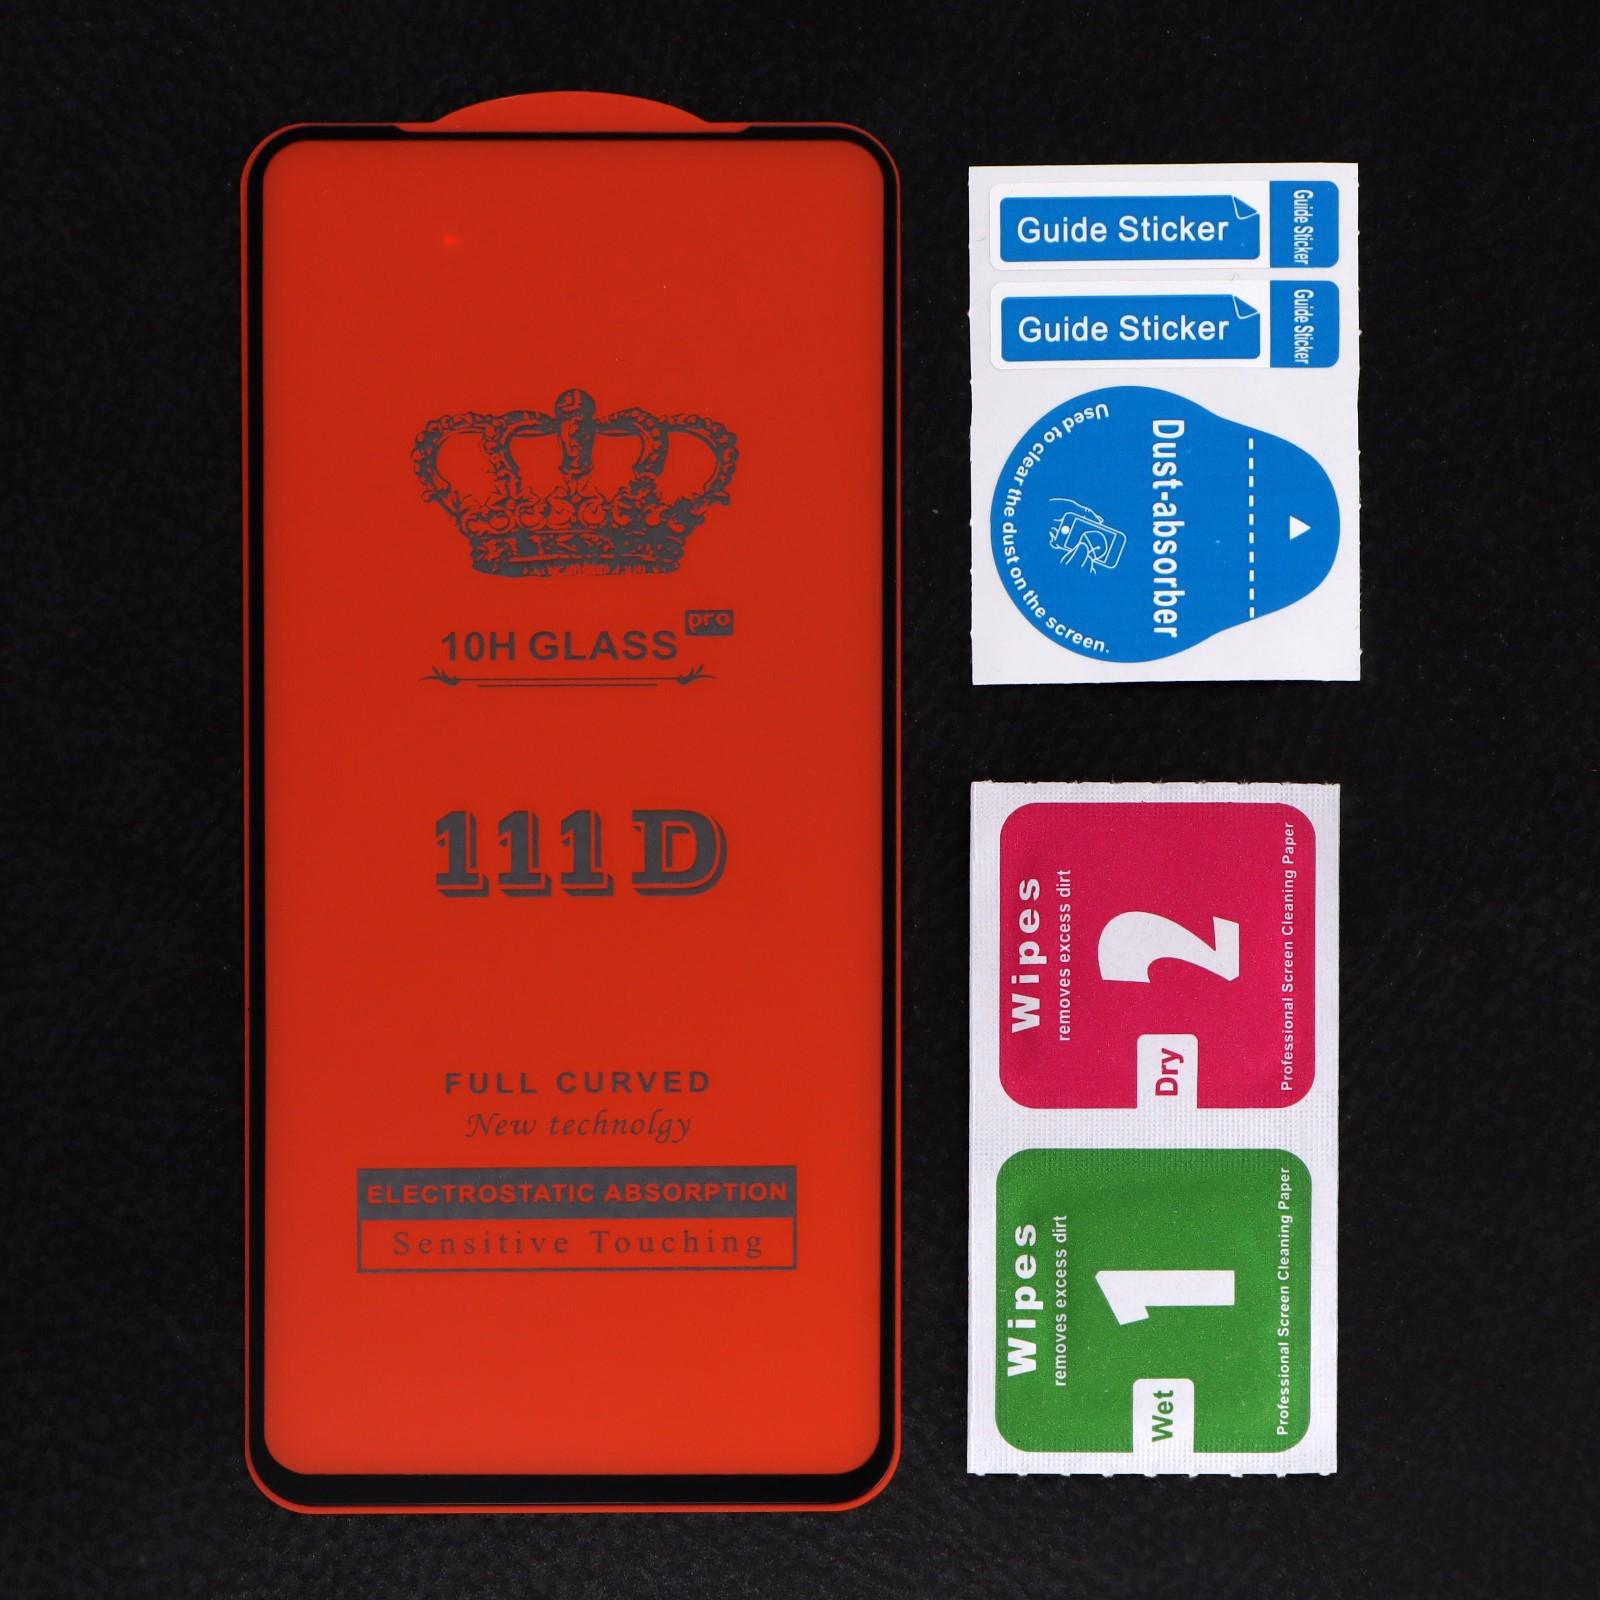 10H GLASS pro
111D
FULL CURVED
New technolgy
ELECTROSTATIC ABSORPTION
Sensitive Touching
Guide Sticker
Guide Sticker
Guide Sticker
Guide Sticker
Dust-absorber
Used to clear the dust on the screen.
Wipes
removes excess dirt
2
Dry
Professional Screen Cleaning Paper
Wipes
removes excess dirt
1
Wet
Professional Screen Cleaning Paper